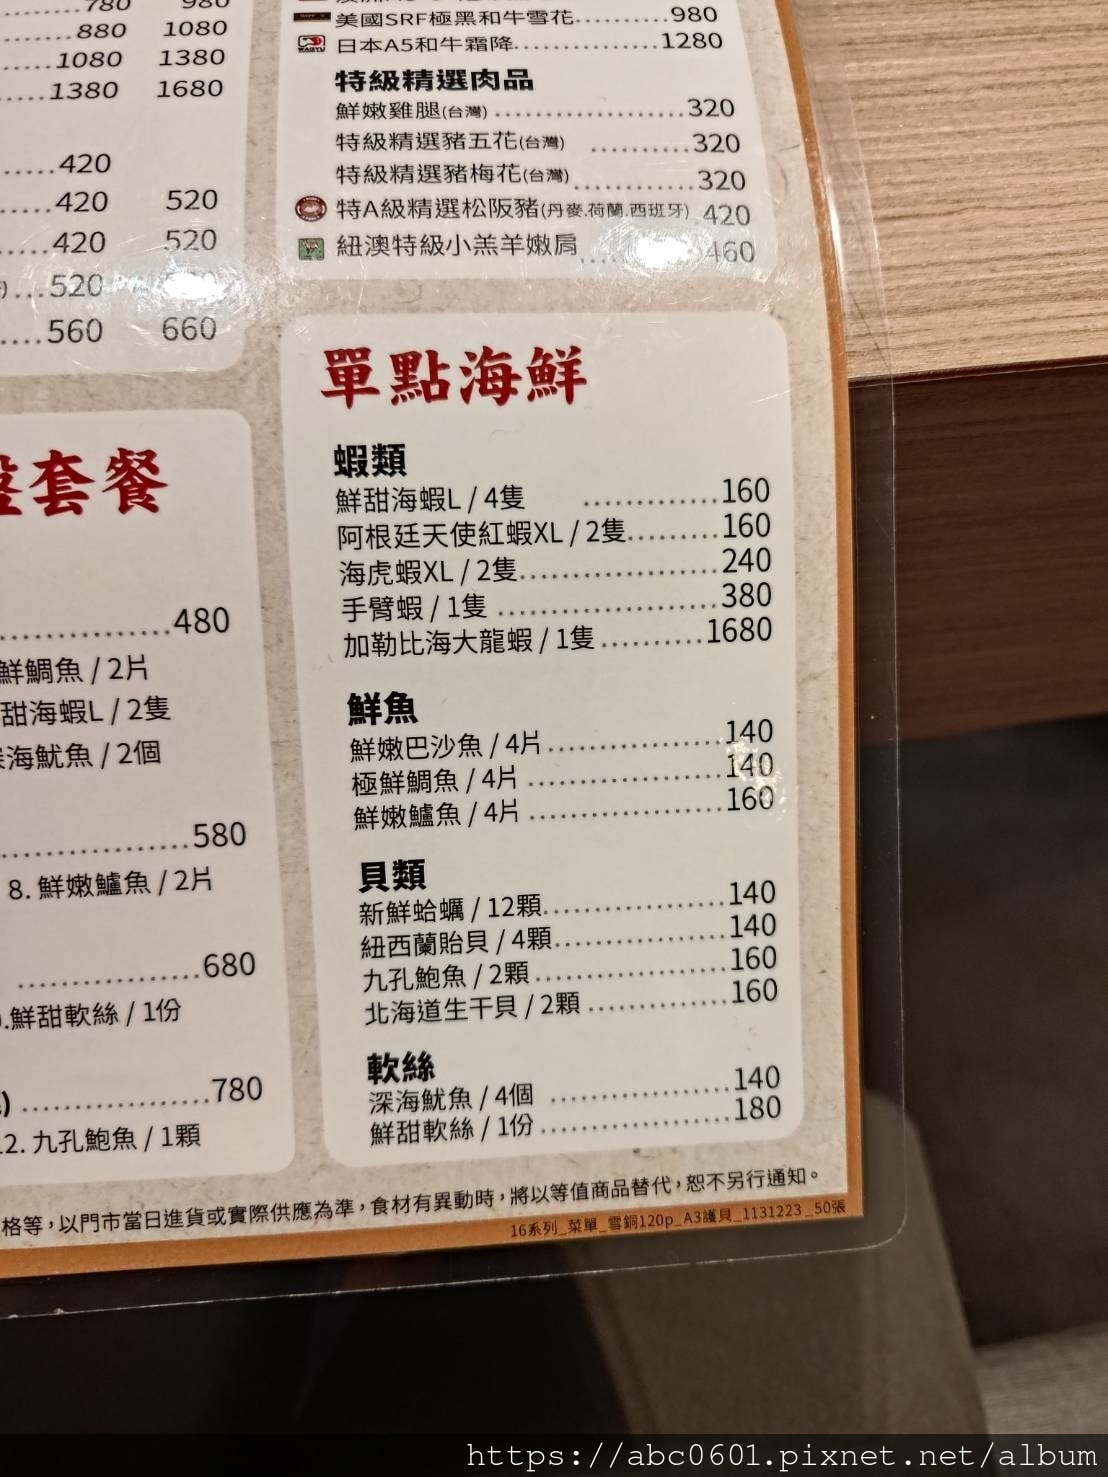 780 980
880 1080
1080 1380
1380 1680
420
420 520
420 520
520
560 660
套餐
480
鮮鯛魚 / 2片
甜海蝦L / 2隻
海魷魚 / 2個
580
8. 鮮嫩鱸魚 / 2片
680
.鮮甜軟絲 / 1份
780
12. 九孔鮑魚 / 1顆
美國SRF極黑和牛雪花 980
日本A5和牛霜降 1280
特級精選肉品
鮮嫩雞腿(台灣) 320
特級精選豬五花(台灣) 320
特級精選豬梅花(台灣) 320
特A級精選松阪豬(丹麥.荷蘭.西班牙) 420
紐澳特級小羔羊嫩肩 460
單點海鮮
蝦類
鮮甜海蝦L / 4隻 160
阿根廷天使紅蝦XL / 2隻 160
海虎蝦XL / 2隻 240
手臂蝦 / 1隻 380
加勒比海大龍蝦 / 1隻 1680
鮮魚
鮮嫩巴沙魚 / 4片 140
極鮮鯛魚 / 4片 140
鮮嫩鱸魚 / 4片 160
貝類
新鮮蛤蠣 / 12顆 140
紐西蘭貽貝 / 4顆 140
九孔鮑魚 / 2顆 160
北海道生干貝 / 2顆 160
軟絲
深海魷魚 / 4個 140
鮮甜軟絲 / 1份 180
格等，以門市當日進貨或實際供應為準，食材有異動時，將以等值商品替代，恕不另行通知。
16系列_菜單_雪銅120p_A3護貝_1131223_50張
https://abc0601.pixnet.net/album